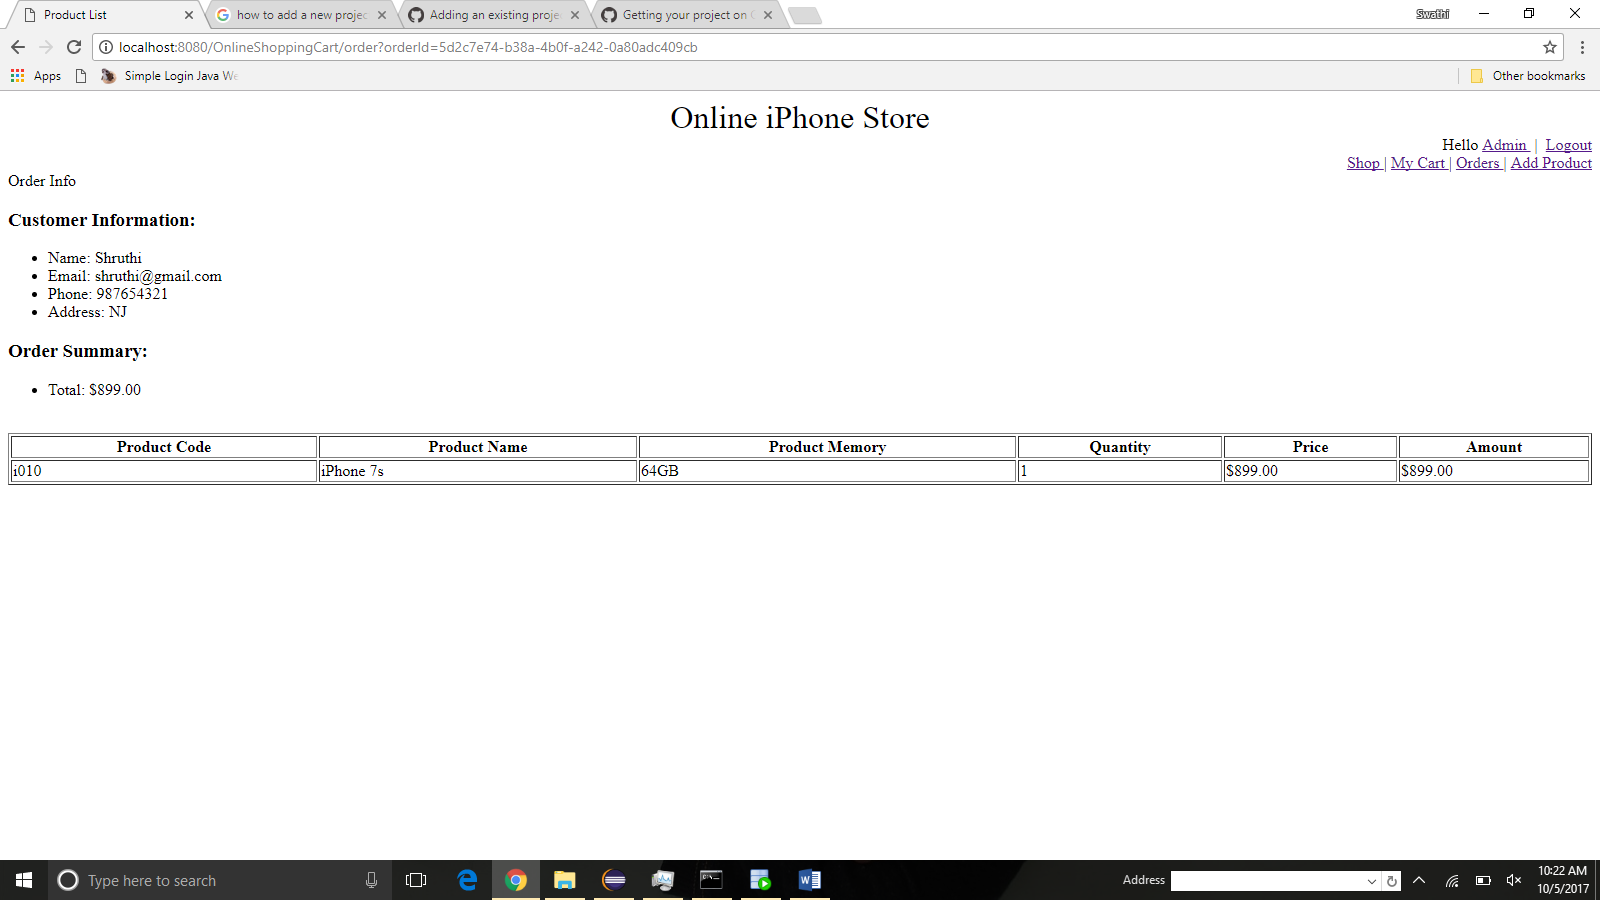 Product List
how to add a new projec
Adding an existing proje
Getting your project on
Swathi
localhost:8080/OnlineShoppingCart/order?orderId=5d2c7e74-b38a-4b0f-a242-0a80adc409cb
Apps
Simple Login Java We
Other bookmarks
Online iPhone Store
Hello Admin | Logout
Shop | My Cart | Orders | Add Product
Order Info
Customer Information:
• Name: Shruthi
• Email: shruthi@gmail.com
• Phone: 987654321
• Address: NJ
Order Summary:
• Total: $899.00
Product Code Product Name Product Memory Quantity Price Amount
i010 iPhone 7s 64GB 1 $899.00 $899.00
Type here to search
Address
10:22 AM
10/5/2017